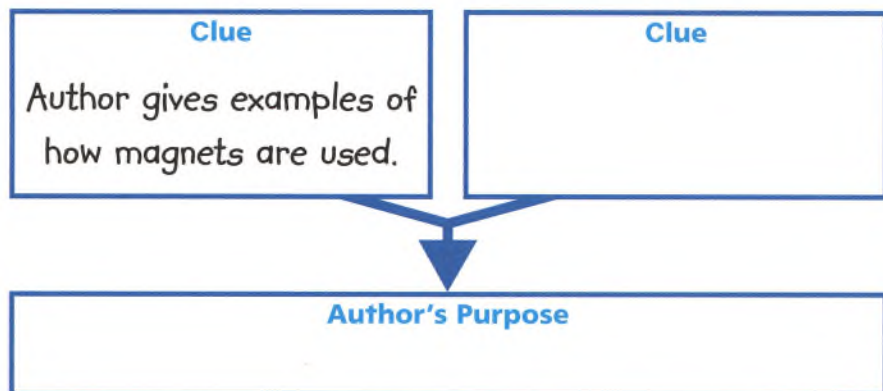 Clue
Author gives examples of
how magnets are used.
Clue
Author's Purpose